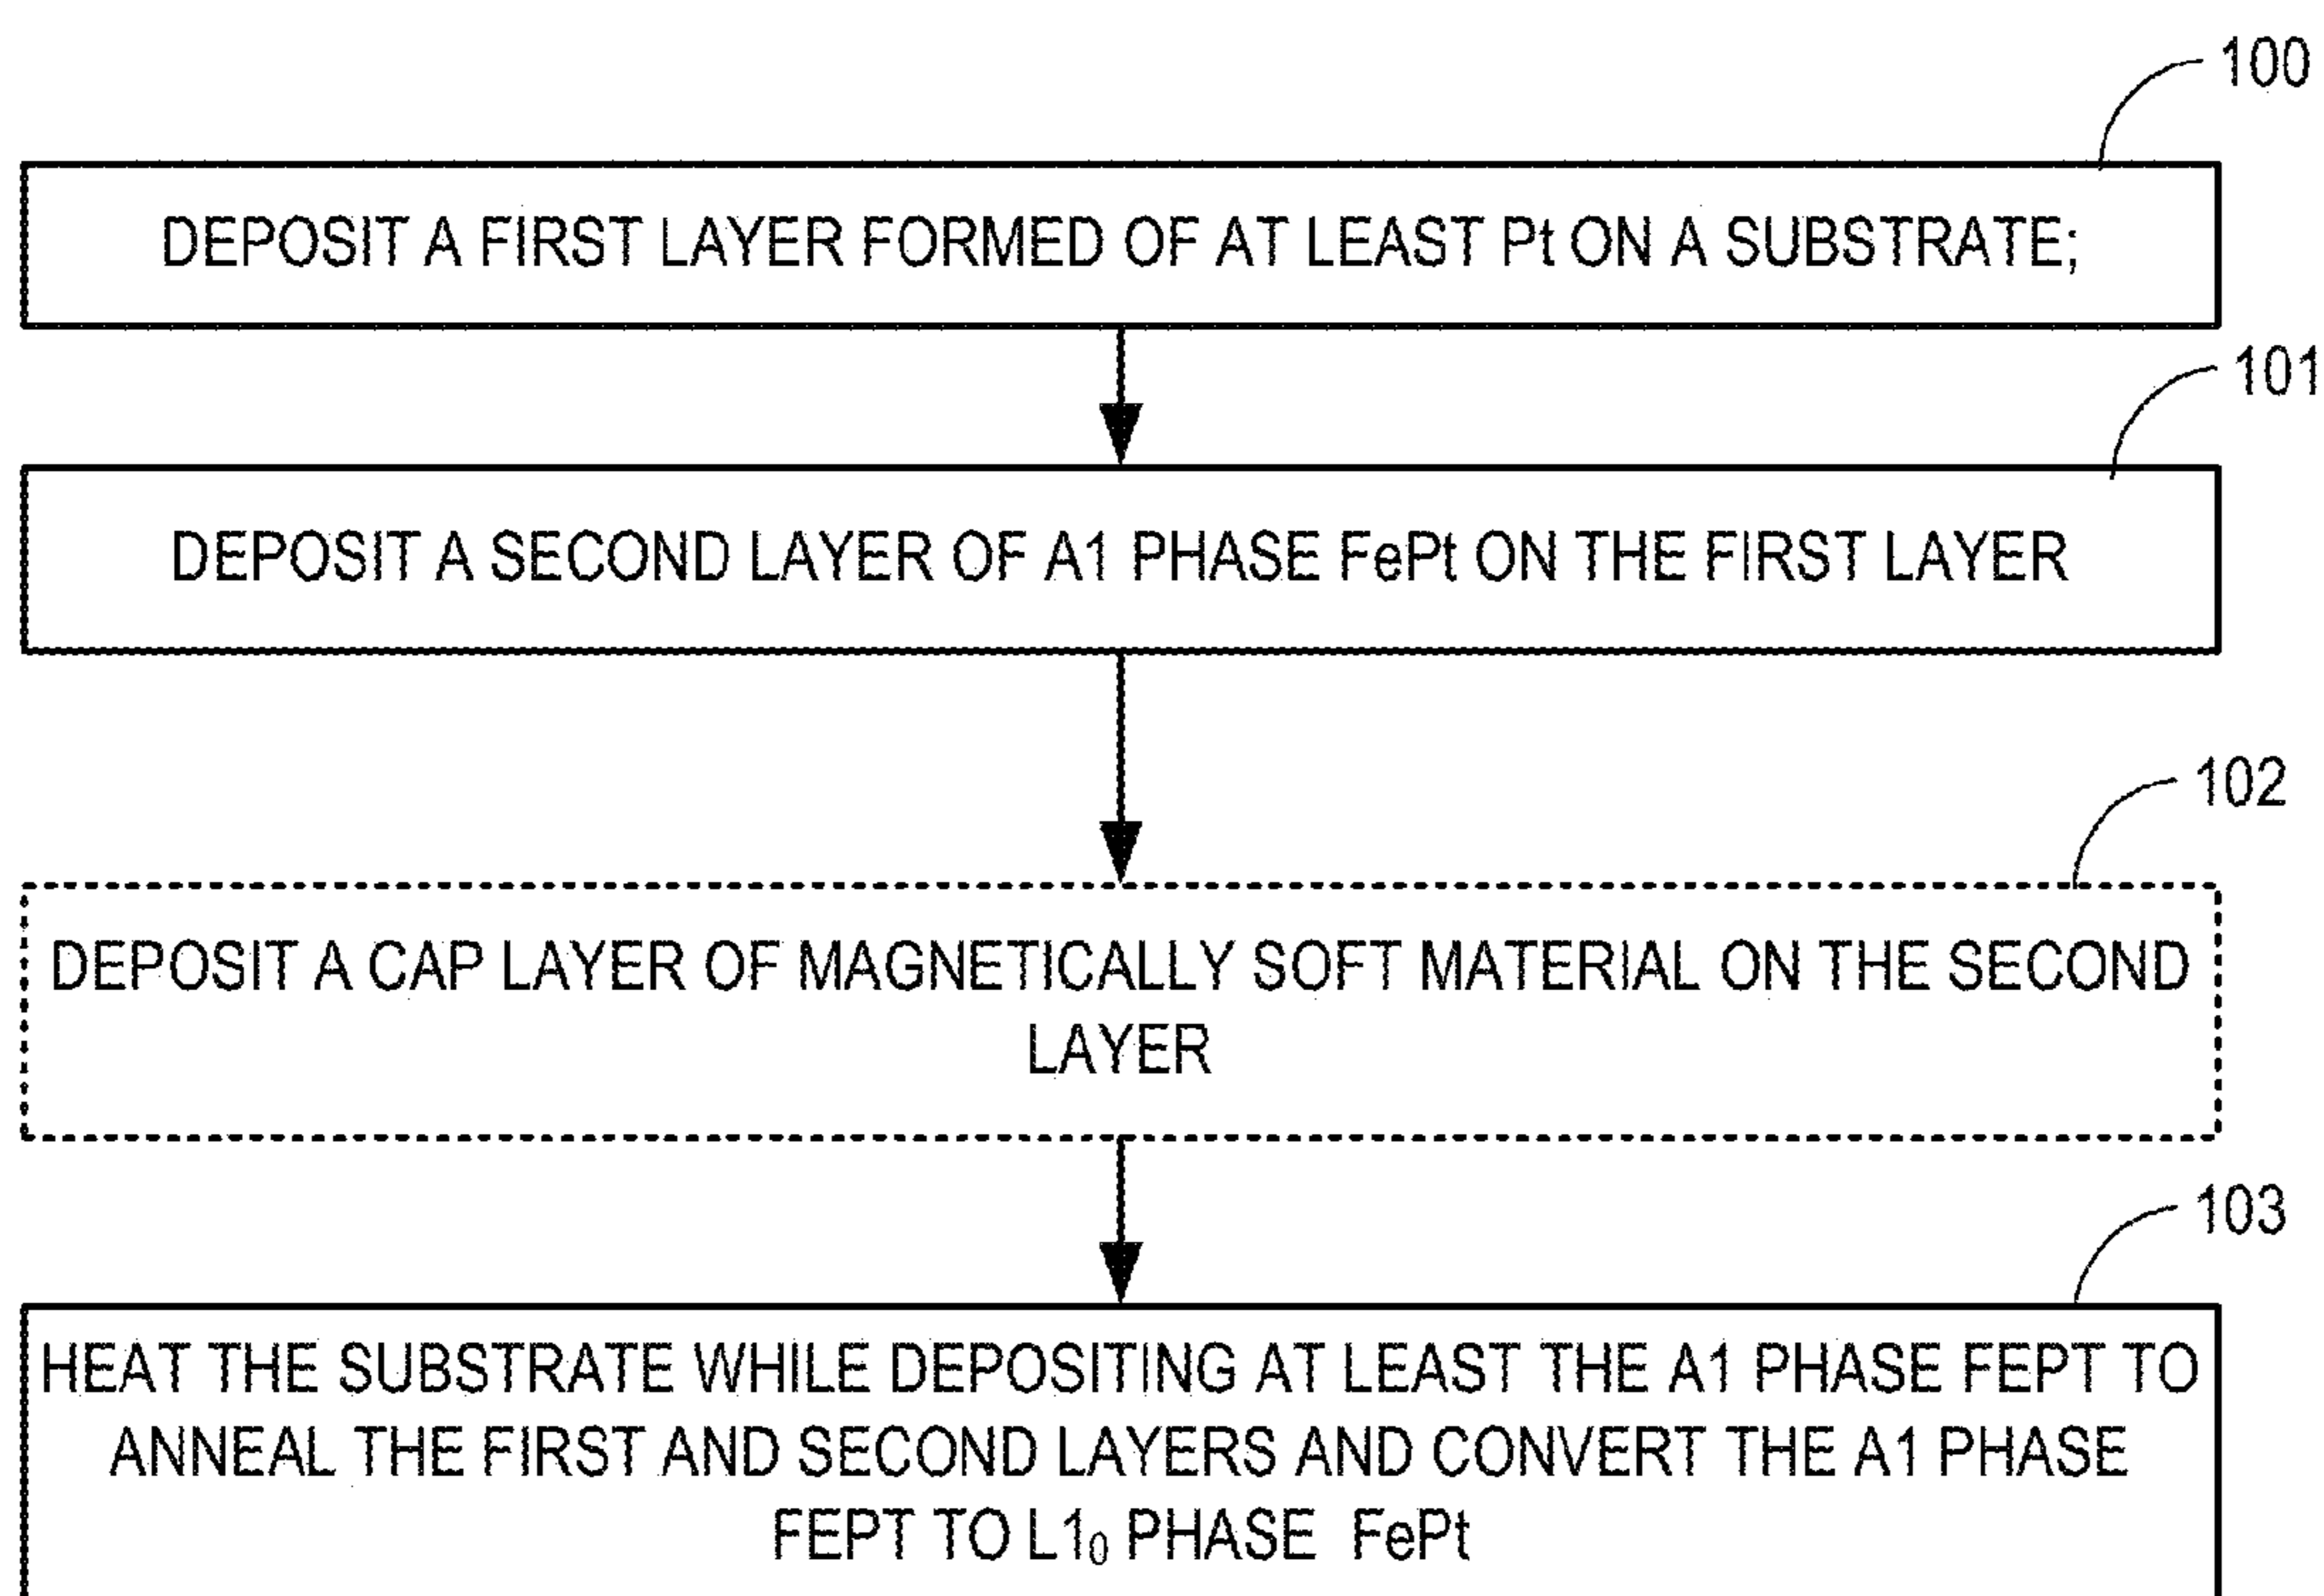 100
DEPOSIT A FIRST LAYER FORMED OF AT LEAST Pt ON A SUBSTRATE;
101
DEPOSIT A SECOND LAYER OF A1 PHASE FePt ON THE FIRST LAYER
102
DEPOSIT A CAP LAYER OF MAGNETICALLY SOFT MATERIAL ON THE SECOND
LAYER
103
HEAT THE SUBSTRATE WHILE DEPOSITING AT LEAST THE A1 PHASE FEPT TO
ANNEAL THE FIRST AND SECOND LAYERS AND CONVERT THE A1 PHASE
FEPT TO L1₀ PHASE FePt